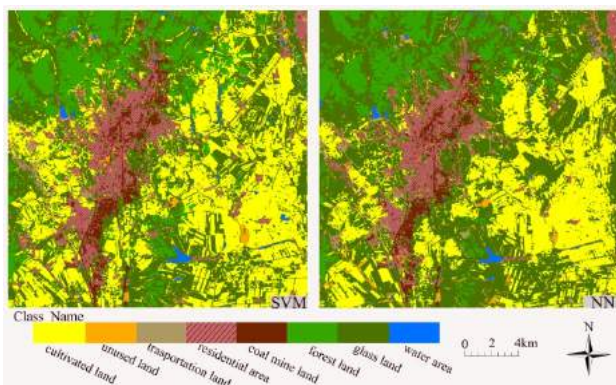 SVM
NN
Class Name
cultivated land
unused land
trasportation land
residential area
coal mine land
forest land
glass land
water area
0 2 4km
N